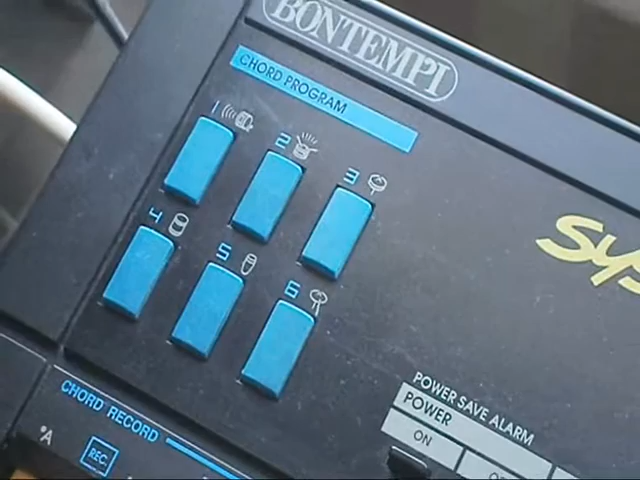 BONTEMPI
CHORD PROGRAM
1 2 3
4 5 6
POWER SAVE ALARM
POWER
ON
CHORD RECORD
REC.
A